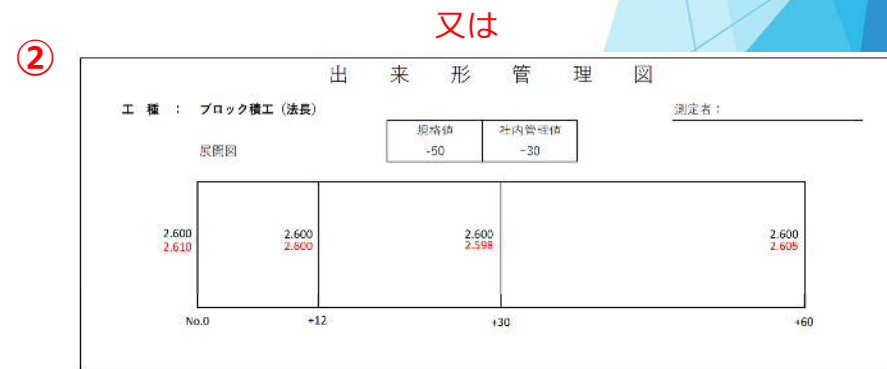 又は
②
出来形管理図
工種：ブロック積工（法長）
測定者：
規格値 社内管理値
-50 -30
展開図
2.600 2.600 2.600 2.600
2.610 2.600 2.598 2.605
No.0 +12 +30 +60